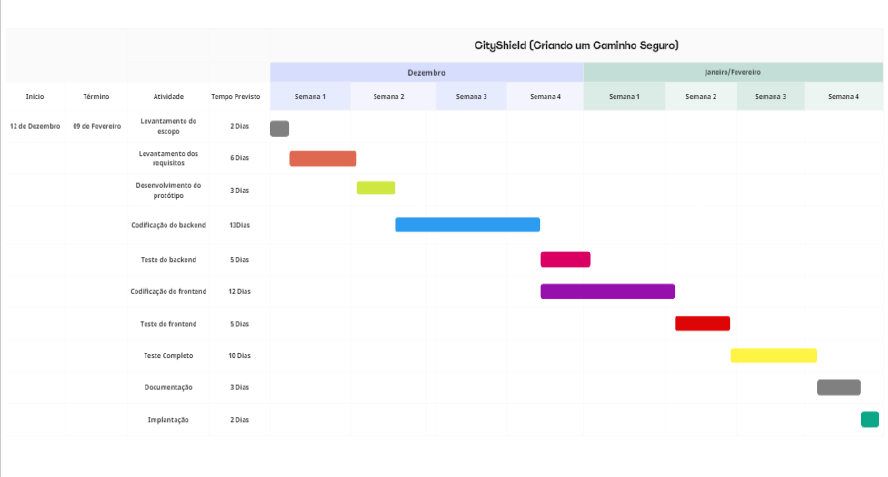 CityShield (Criando um Caminho Seguro)
Dezembro
Janeiro/Fevereiro
Início Término Atividade Tempo Previsto Semana 1 Semana 2 Semana 3 Semana 4 Semana 1 Semana 2 Semana 3 Semana 4
12 de Dezembro 09 de Fevereiro Levantamento do escopo 2 Dias
Levantamento dos requisitos 6 Dias
Desenvolvimento do protótipo 3 Dias
Codificação do backend 13Dias
Teste do backend 5 Dias
Codificação do frontend 12 Dias
Teste do frontend 5 Dias
Teste Completo 10 Dias
Documentação 3 Dias
Implantação 2 Dias